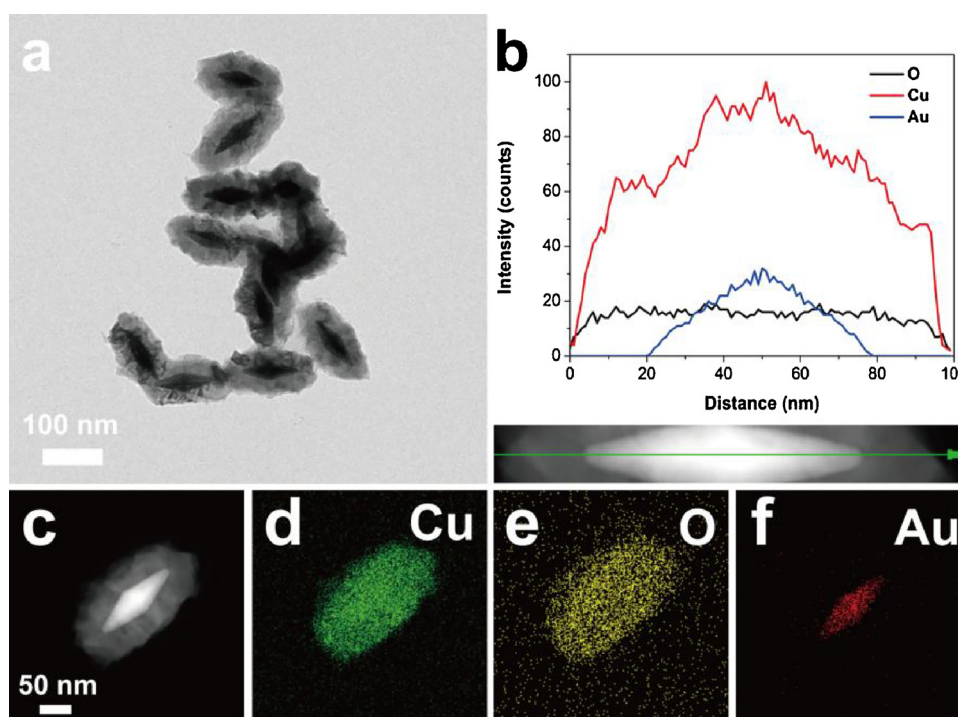 a
100 nm
b
O
Cu
Au
Intensity (counts)
100
80
60
40
20
0
0 20 40 60 80 10
Distance (nm)
c
50 nm
d Cu
e O
f Au